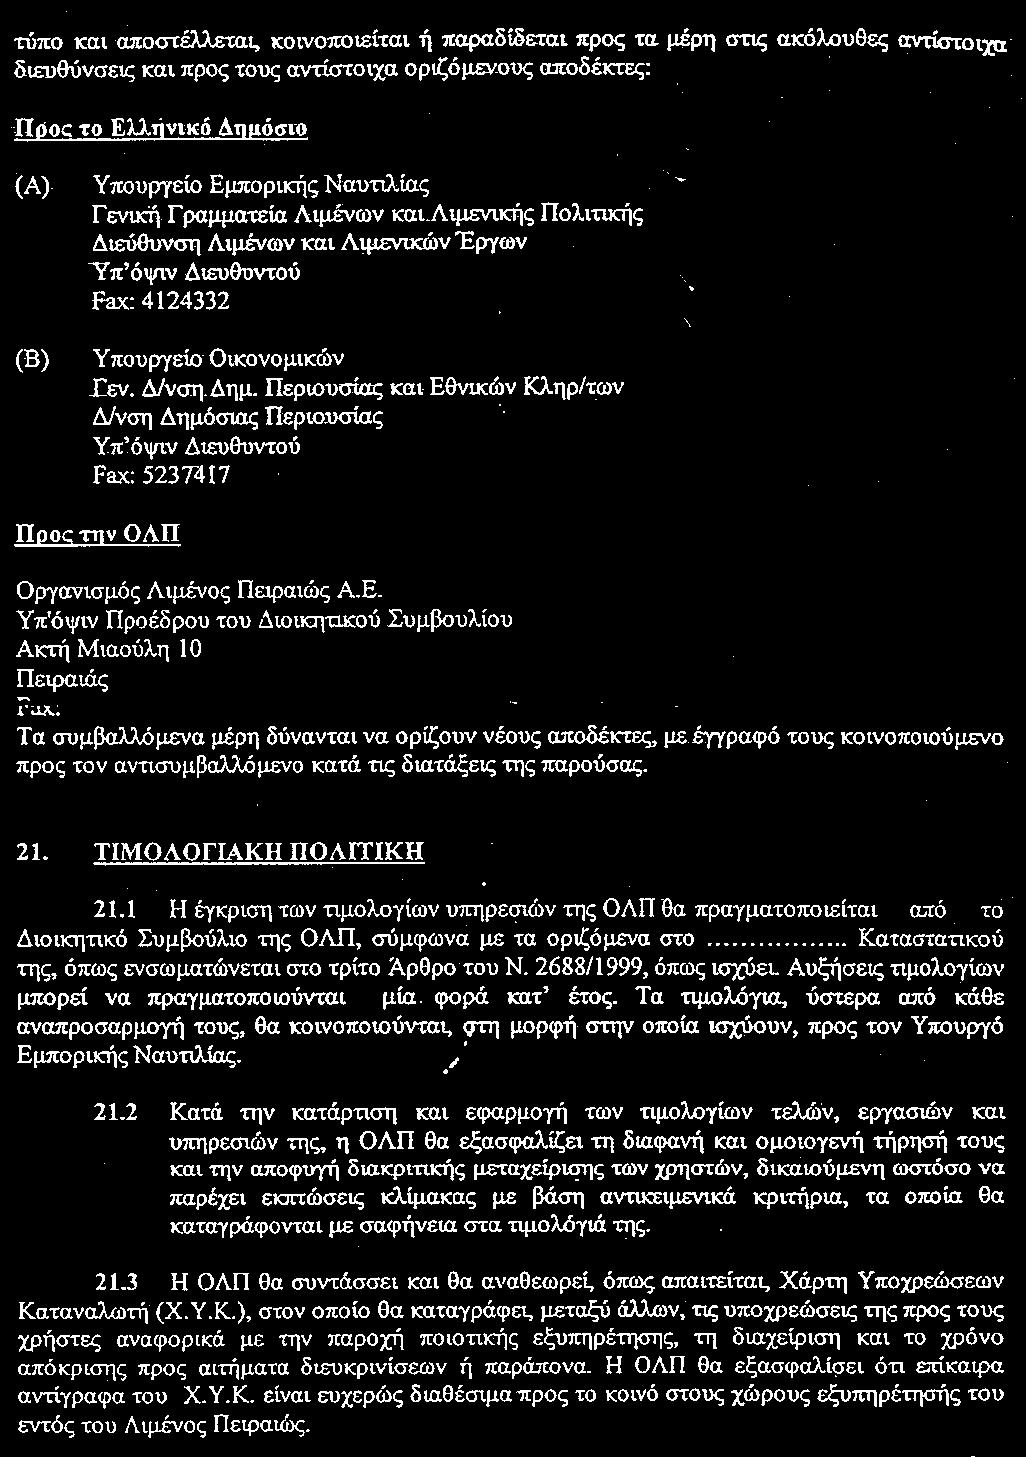 τύπο και αποστέλλεται, κοινοποιείται ή παραδίδεται προς τα μέρη στις ακόλουθες αντίστοιχα
διευθύνσεις και προς τους αντίστοιχα οριζόμενους αποδέκτες:
Προς το Ελληνικό Δημόσιο
(Α) Υπουργείο Εμπορικής Ναυτιλίας
Γενική Γραμματεία Λιμένων και Λιμενικής Πολιτικής
Διεύθυνση Λιμένων και Λιμενικών Έργων
Υπ’όψιν Διευθυντού
Fax: 4124332
(Β) Υπουργείο Οικονομικών
Γεν. Δ/νση Δημ. Περιουσίας και Εθνικών Κληρ/των
Δ/νση Δημόσιας Περιουσίας
Υπ’όψιν Διευθυντού
Fax: 5237417
Προς την ΟΛΠ
Οργανισμός Λιμένος Πειραιώς Α.Ε.
Υπ'όψιν Προέδρου του Διοικητικού Συμβουλίου
Ακτή Μιαούλη 10
Πειραιάς
Fax:
Τα συμβαλλόμενα μέρη δύνανται να ορίζουν νέους αποδέκτες, με έγγραφό τους κοινοποιούμενο
προς τον αντισυμβαλλόμενο κατά τις διατάξεις της παρούσας.
21. ΤΙΜΟΛΟΓΙΑΚΗ ΠΟΛΙΤΙΚΗ
21.1 Η έγκριση των τιμολογίων υπηρεσιών της ΟΛΠ θα πραγματοποιείται από το
Διοικητικό Συμβούλιο της ΟΛΠ, σύμφωνα με τα οριζόμενα στο .................. Καταστατικού
της, όπως ενσωματώνεται στο τρίτο Άρθρο του Ν. 2688/1999, όπως ισχύει. Αυξήσεις τιμολογίων
μπορεί να πραγματοποιούνται μία φορά κατ’ έτος. Τα τιμολόγια, ύστερα από κάθε
αναπροσαρμογή τους, θα κοινοποιούνται, στη μορφή στην οποία ισχύουν, προς τον Υπουργό
Εμπορικής Ναυτιλίας.
21.2 Κατά την κατάρτιση και εφαρμογή των τιμολογίων τελών, εργασιών και
υπηρεσιών της, η ΟΛΠ θα εξασφαλίζει τη διαφανή και ομοιογενή τήρησή τους
και την αποφυγή διακριτικής μεταχείρισης των χρηστών, δικαιούμενη ωστόσο να
παρέχει εκπτώσεις κλίμακας με βάση αντικειμενικά κριτήρια, τα οποία θα
καταγράφονται με σαφήνεια στα τιμολόγιά της.
21.3 Η ΟΛΠ θα συντάσσει και θα αναθεωρεί, όπως απαιτείται, Χάρτη Υποχρεώσεων
Καταναλωτή (Χ.Υ.Κ.), στον οποίο θα καταγράφει, μεταξύ άλλων, τις υποχρεώσεις της προς τους
χρήστες αναφορικά με την παροχή ποιοτικής εξυπηρέτησης, τη διαχείριση και το χρόνο
απόκρισης προς αιτήματα διευκρινίσεων ή παράπονα. Η ΟΛΠ θα εξασφαλίσει ότι επίκαιρα
αντίγραφα του Χ.Υ.Κ. είναι ευχερώς διαθέσιμα προς το κοινό στους χώρους εξυπηρέτησής του
εντός του Λιμένος Πειραιώς.